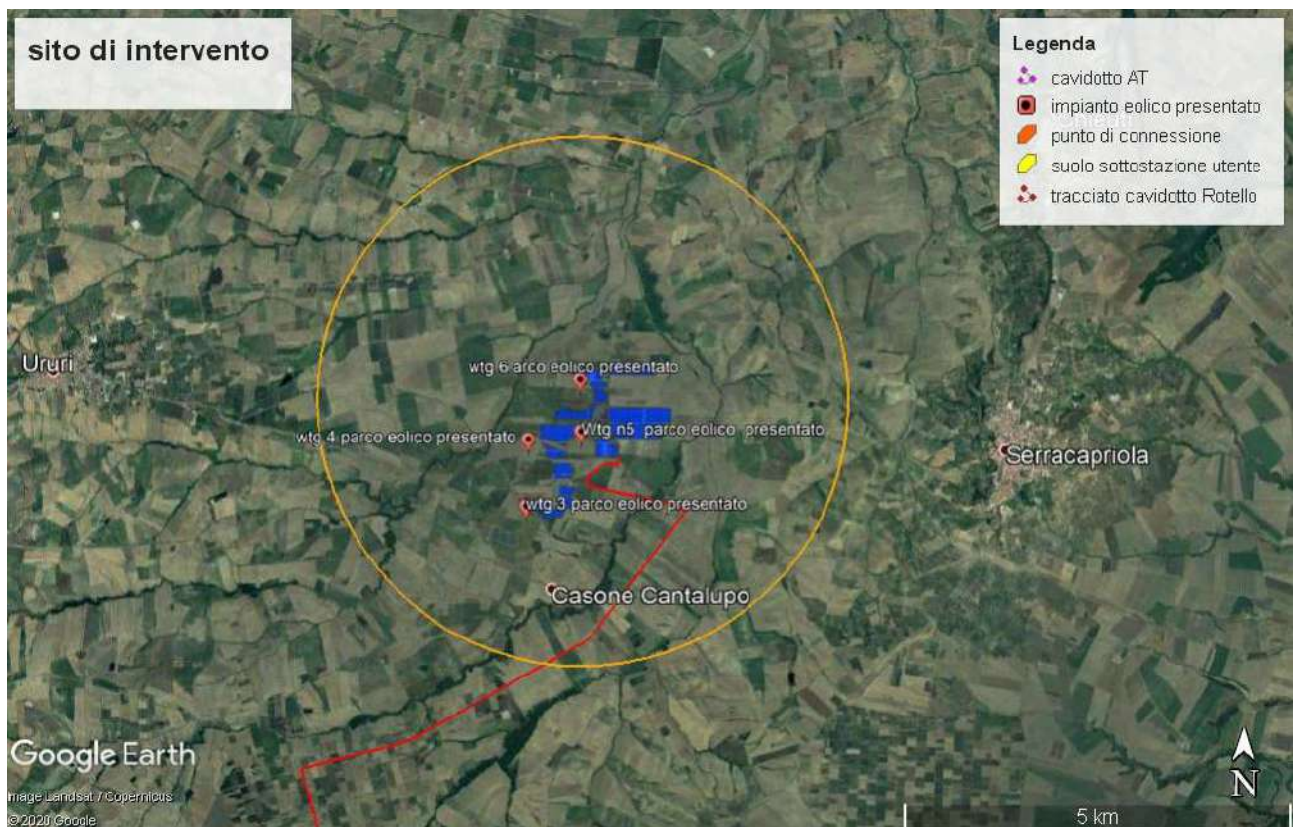 sito di intervento
Legenda
cavidotto AT
impianto eolico presentato
Chieuti
punto di connessione
suolo sottostazione utente
tracciato cavidotto Rotello
Ururi
wtg 6 arco eolico presentato
wtg 4 parco eolico presentato
Wtg n5 parco eolico presentato
Serracapriola
wtg 3 parco eolico presentato
Casone Cantalupo
Google Earth
Image Landsat / Copernicus
© 2020 Google
N
5 km